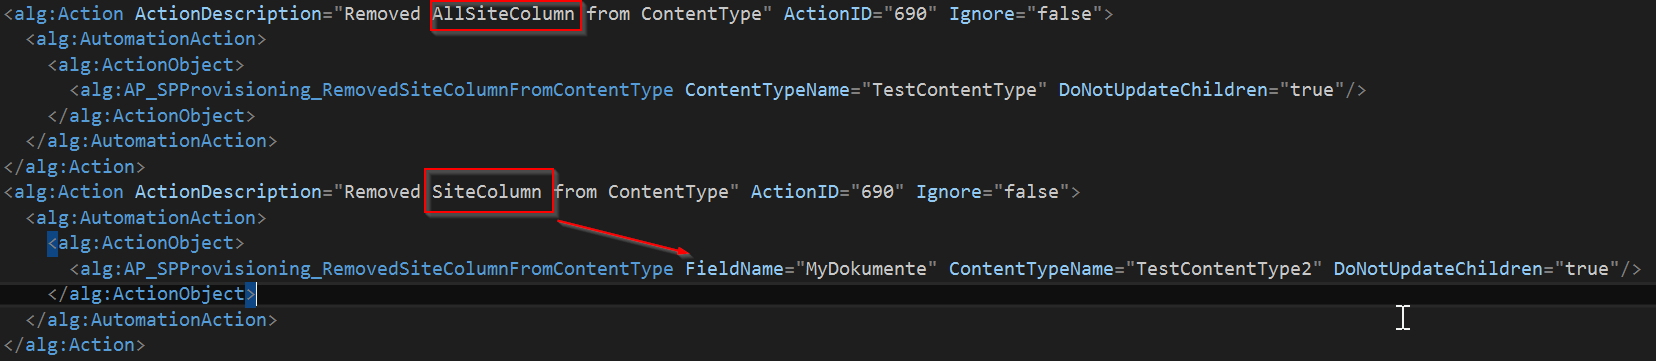 <alg:Action ActionDescription="Removed AllSiteColumn from ContentType" ActionID="690" Ignore="false">
<alg:AutomationAction>
<alg:ActionObject>
<alg:AP_SPProvisioning_RemovedSiteColumnFromContentType ContentTypeName="TestContentType" DoNotUpdateChildren="true"/>
</alg:ActionObject>
</alg:AutomationAction>
</alg:Action>
<alg:Action ActionDescription="Removed SiteColumn from ContentType" ActionID="690" Ignore="false">
<alg:AutomationAction>
<alg:ActionObject>
<alg:AP_SPProvisioning_RemovedSiteColumnFromContentType FieldName="MyDokumente" ContentTypeName="TestContentType2" DoNotUpdateChildren="true"/>
</alg:ActionObject>
</alg:AutomationAction>
</alg:Action>